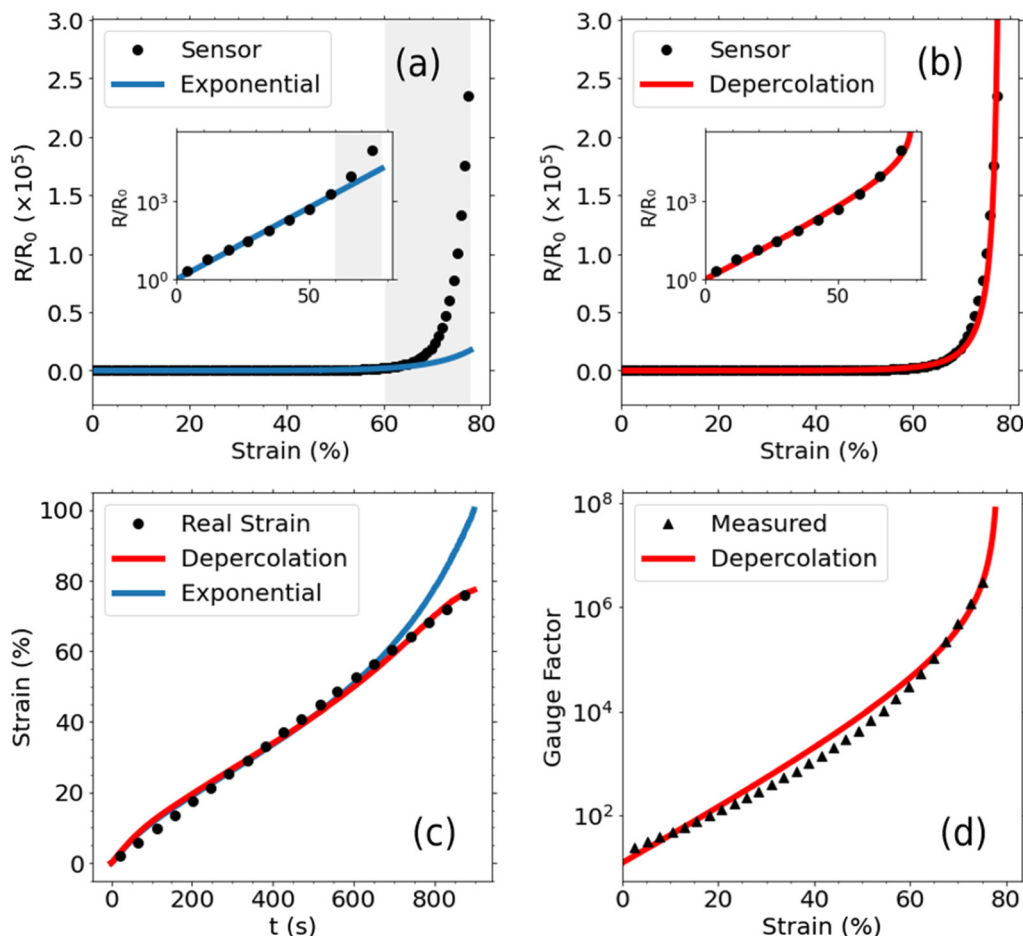 (a)
Sensor
Exponential
R/R₀ (×10⁵)
3.0
2.5
2.0
1.5
1.0
0.5
0.0
R/R₀
10³
10⁰
0
50
0
20
40
60
80
Strain (%)
(b)
Sensor
Depercolation
R/R₀ (×10⁵)
3.0
2.5
2.0
1.5
1.0
0.5
0.0
R/R₀
10³
10⁰
0
50
0
20
40
60
80
Strain (%)
Real Strain
Depercolation
Exponential
Strain (%)
100
80
60
40
20
0
(c)
0
200
400
600
800
t (s)
Measured
Depercolation
Gauge Factor
10⁸
10⁶
10⁴
10²
(d)
0
20
40
60
80
Strain (%)